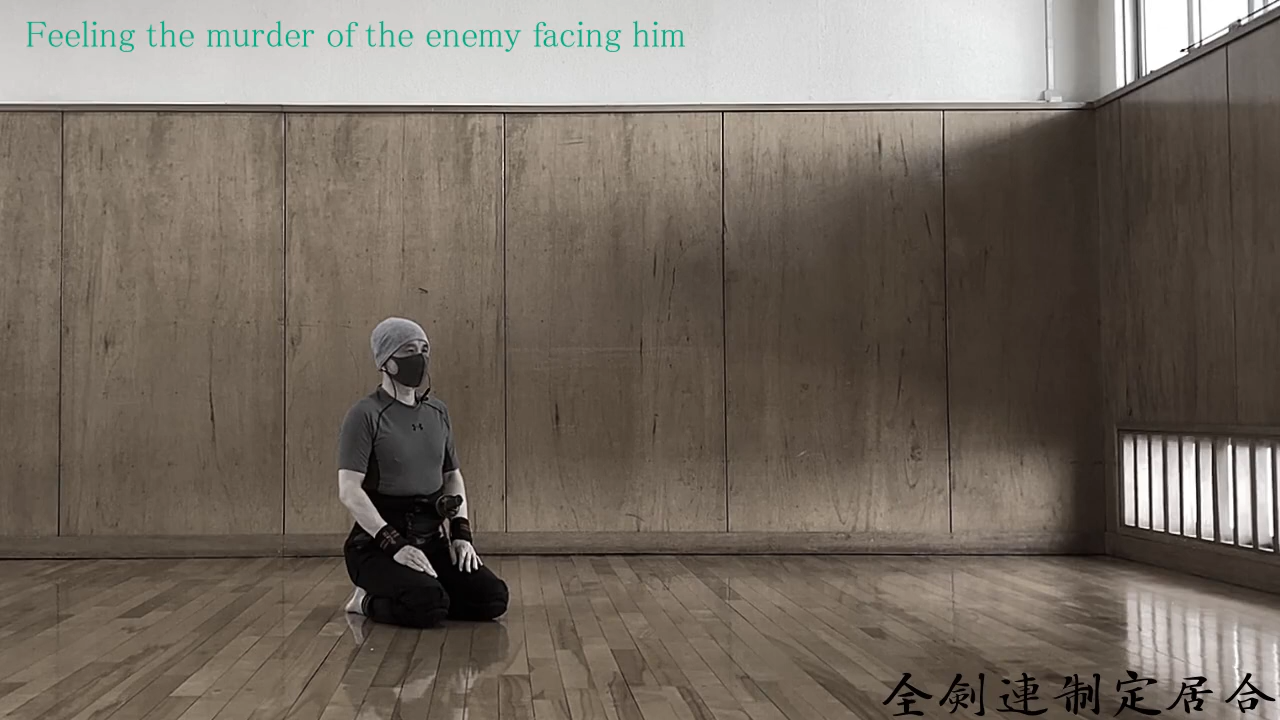 Feeling the murder of the enemy facing him
全剣連制定居合